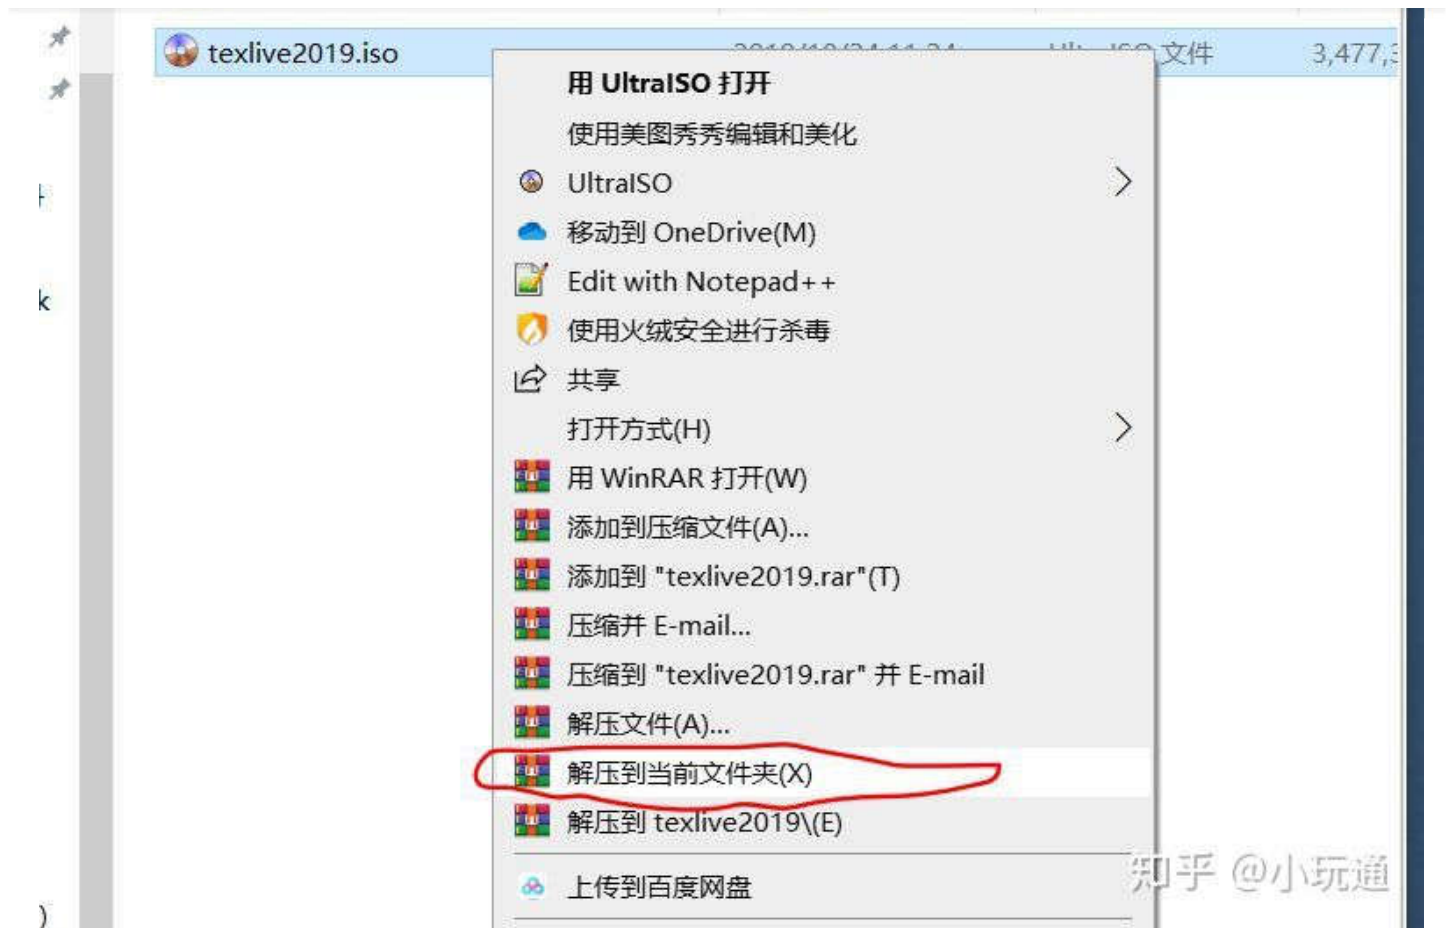 texlive2019.iso
文件
3,477,3
用 UltraISO 打开
使用美图秀秀编辑和美化
UltraISO
移动到 OneDrive(M)
Edit with Notepad++
k
使用火绒安全进行杀毒
共享
打开方式(H)
用 WinRAR 打开(W)
添加到压缩文件(A)...
添加到 "texlive2019.rar"(T)
压缩并 E-mail...
压缩到 "texlive2019.rar" 并 E-mail
解压文件(A)...
解压到当前文件夹(X)
解压到 texlive2019\(E)
知乎 @小玩通
上传到百度网盘
)